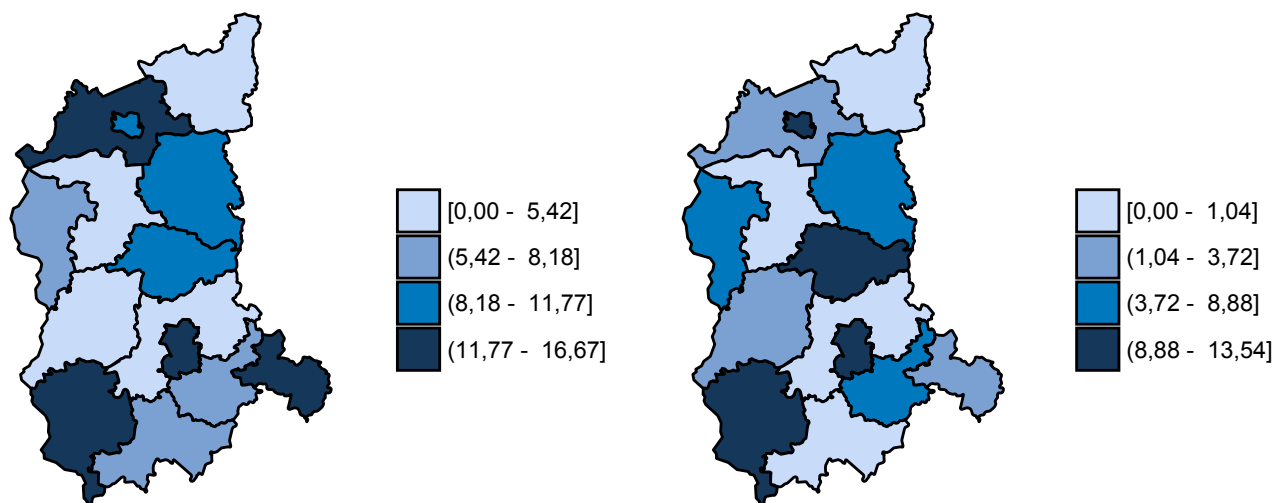 [0,00 - 5,42]
(5,42 - 8,18]
(8,18 - 11,77]
(11,77 - 16,67]
[0,00 - 1,04]
(1,04 - 3,72]
(3,72 - 8,88]
(8,88 - 13,54]